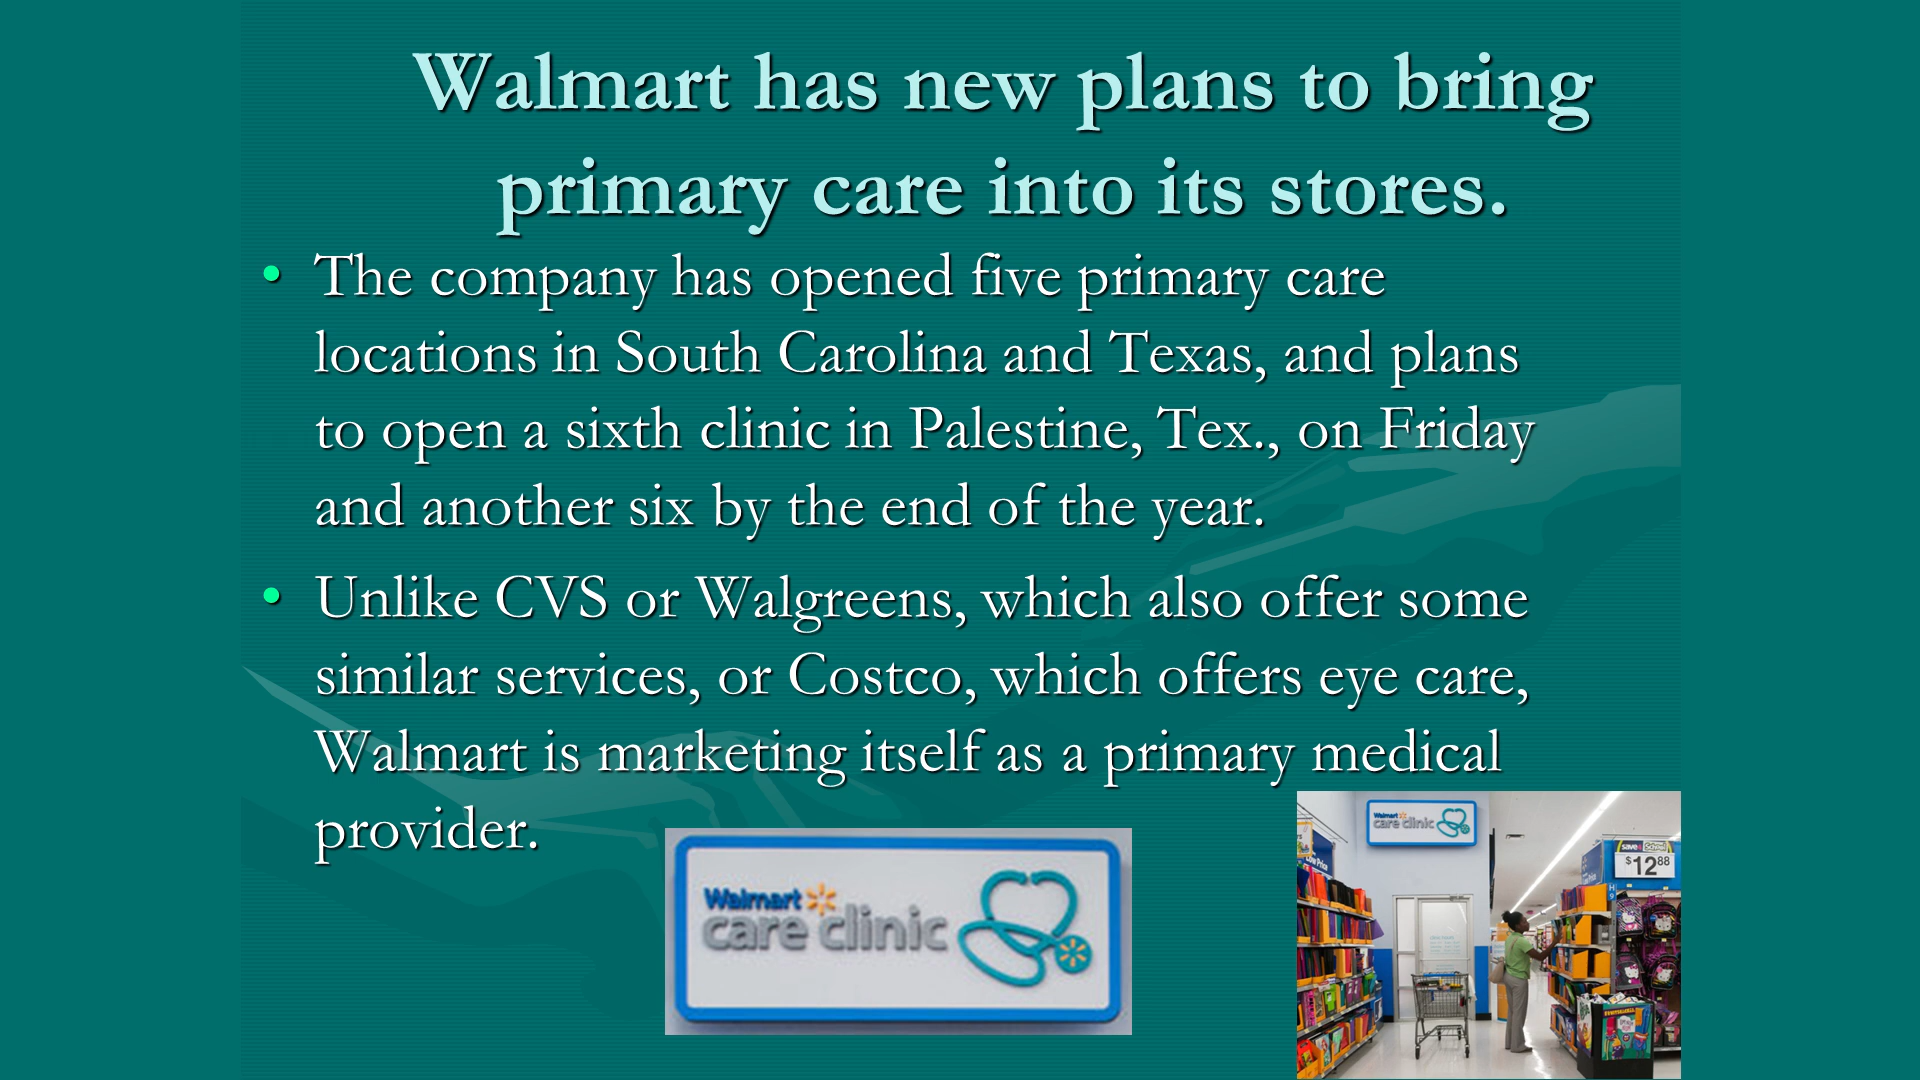 Walmart has new plans to bring
primary care into its stores.
• The company has opened five primary care
locations in South Carolina and Texas, and plans
to open a sixth clinic in Palestine, Tex., on Friday
and another six by the end of the year.
• Unlike CVS or Walgreens, which also offer some
similar services, or Costco, which offers eye care,
Walmart is marketing itself as a primary medical
provider.
Walmart
care clinic
Walmart
care clinic
Low Price
$12 88